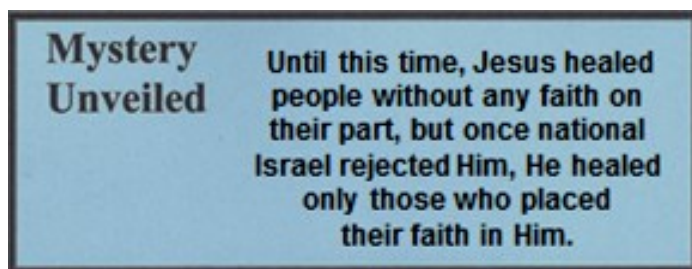 Mystery
Unveiled
Until this time, Jesus healed
people without any faith on
their part, but once national
Israel rejected Him, He healed
only those who placed
their faith in Him.